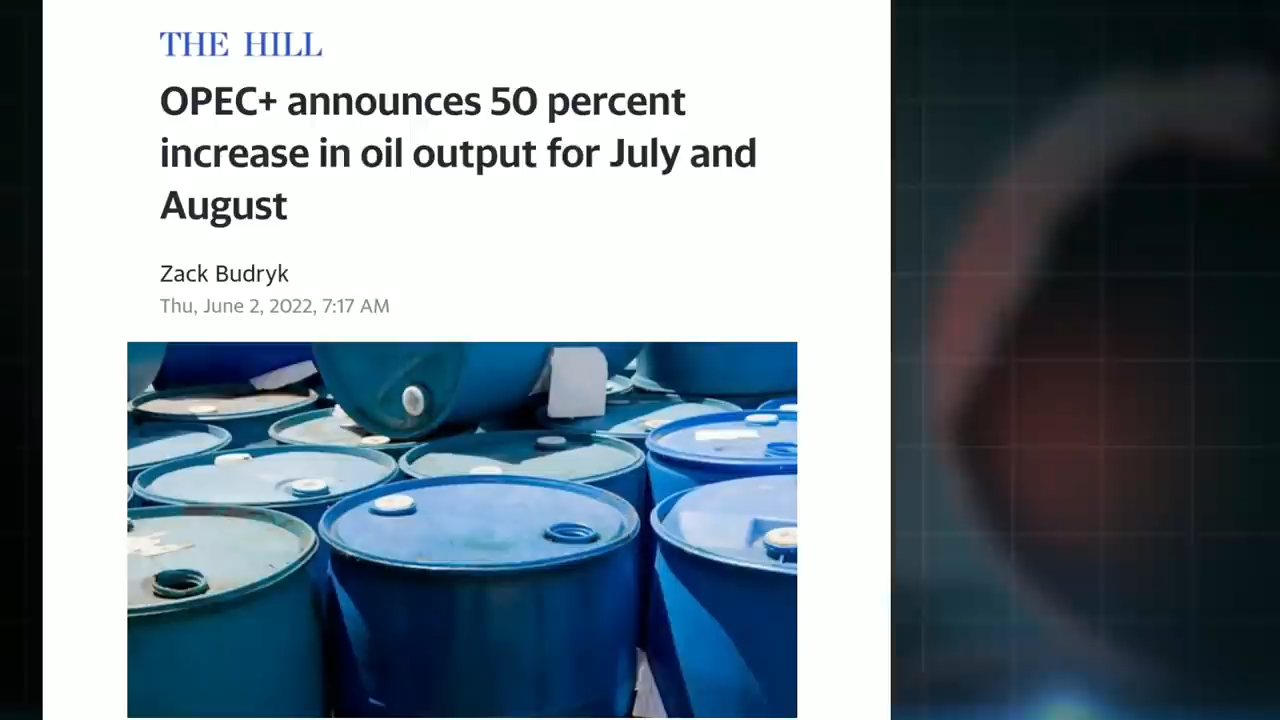 THE HILL
OPEC+ announces 50 percent
increase in oil output for July and
August
Zack Budryk
Thu, June 2, 2022, 7:17 AM